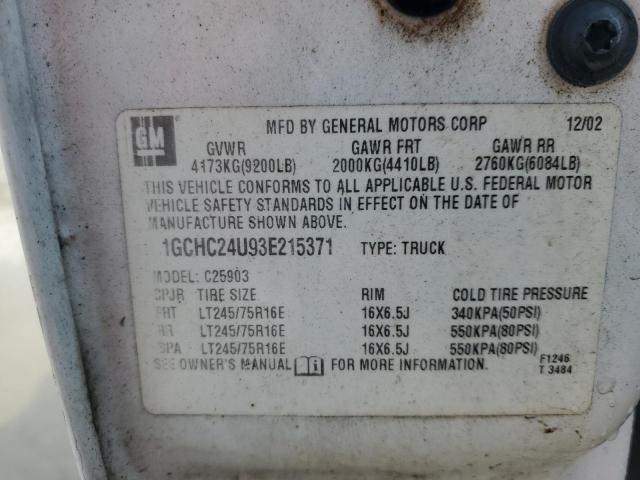 GM
MFD BY GENERAL MOTORS CORP 12/02
GVWR GAWR FRT GAWR RR
4173KG(9200LB) 2000KG(4410LB) 2760KG(6084LB)
THIS VEHICLE CONFORMS TO ALL APPLICABLE U.S. FEDERAL MOTOR
VEHICLE SAFETY STANDARDS IN EFFECT ON THE DATE OF
MANUFACTURE SHOWN ABOVE.
1GCHC24U93E215371 TYPE: TRUCK
MODEL: C25903
SPJR TIRE SIZE RIM COLD TIRE PRESSURE
FRT LT245/75R16E 16X6.5J 340KPA(50PSI)
RR LT245/75R16E 16X6.5J 550KPA(80PSI)
SPA LT245/75R16E 16X6.5J 550KPA(80PSI)
SEE OWNER'S MANUAL i FOR MORE INFORMATION.
F1246
T 3484